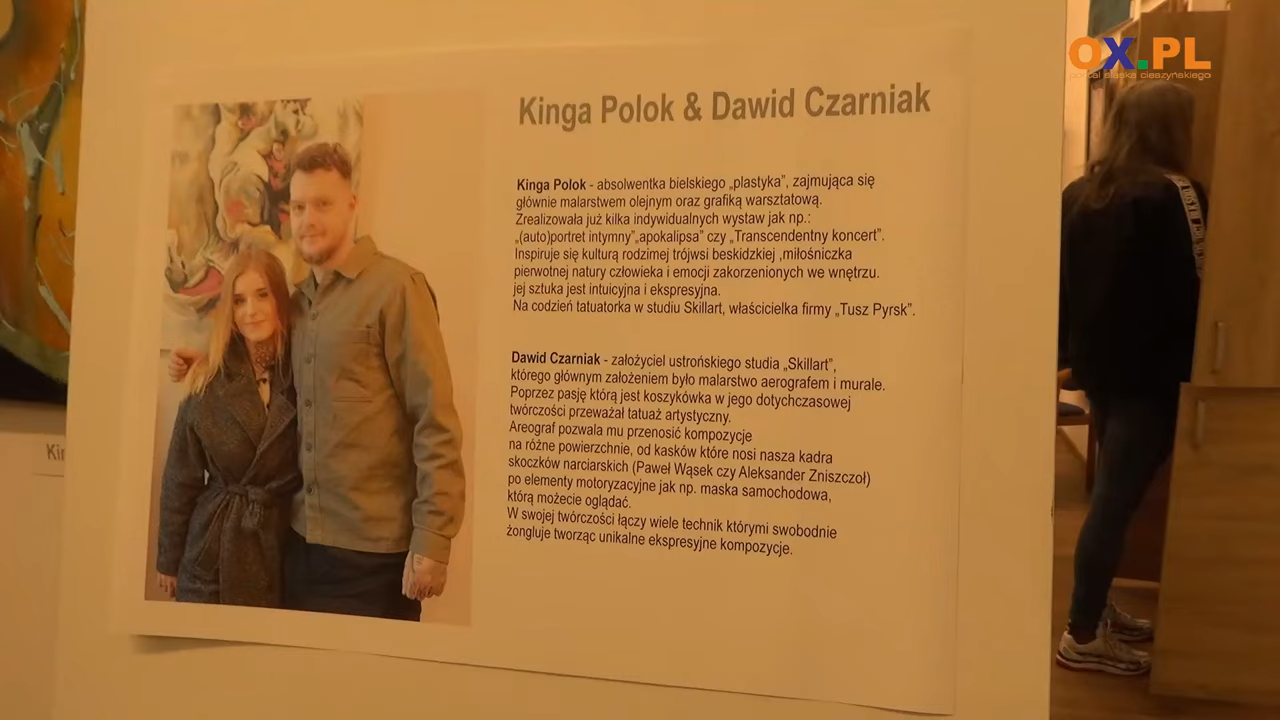 OX.PL
portal śląska cieszyńskiego
Kinga Polok & Dawid Czarniak
Kinga Polok - absolwentka bielskiego „plastyka”, zajmująca się
głównie malarstwem olejnym oraz grafiką warsztatową.
Zrealizowała już kilka indywidualnych wystaw jak np.:
„(auto)portret intymny”„apokalipsa” czy „Transcendentny koncert”.
Inspiruje się kulturą rodzimej trójwsi beskidzkiej ,miłośniczka
pierwotnej natury człowieka i emocji zakorzenionych we wnętrzu.
jej sztuka jest intuicyjna i ekspresyjna.
Na codzień tatuatorka w studiu Skillart, właścicielka firmy „Tusz Pyrsk”.
Dawid Czarniak - założyciel ustrońskiego studia „Skillart”,
którego głównym założeniem było malarstwo aerografem i murale.
Poprzez pasję którą jest koszykówka w jego dotychczasowej
twórczości przeważał tatuaż artystyczny.
Areograf pozwala mu przenosić kompozycje
na różne powierzchnie, od kasków które nosi nasza kadra
skoczków narciarskich (Paweł Wąsek czy Aleksander Zniszczoł)
po elementy motoryzacyjne jak np. maska samochodowa,
którą możecie oglądać.
W swojej twórczości łączy wiele technik którymi swobodnie
żongluje tworząc unikalne ekspresyjne kompozycje.